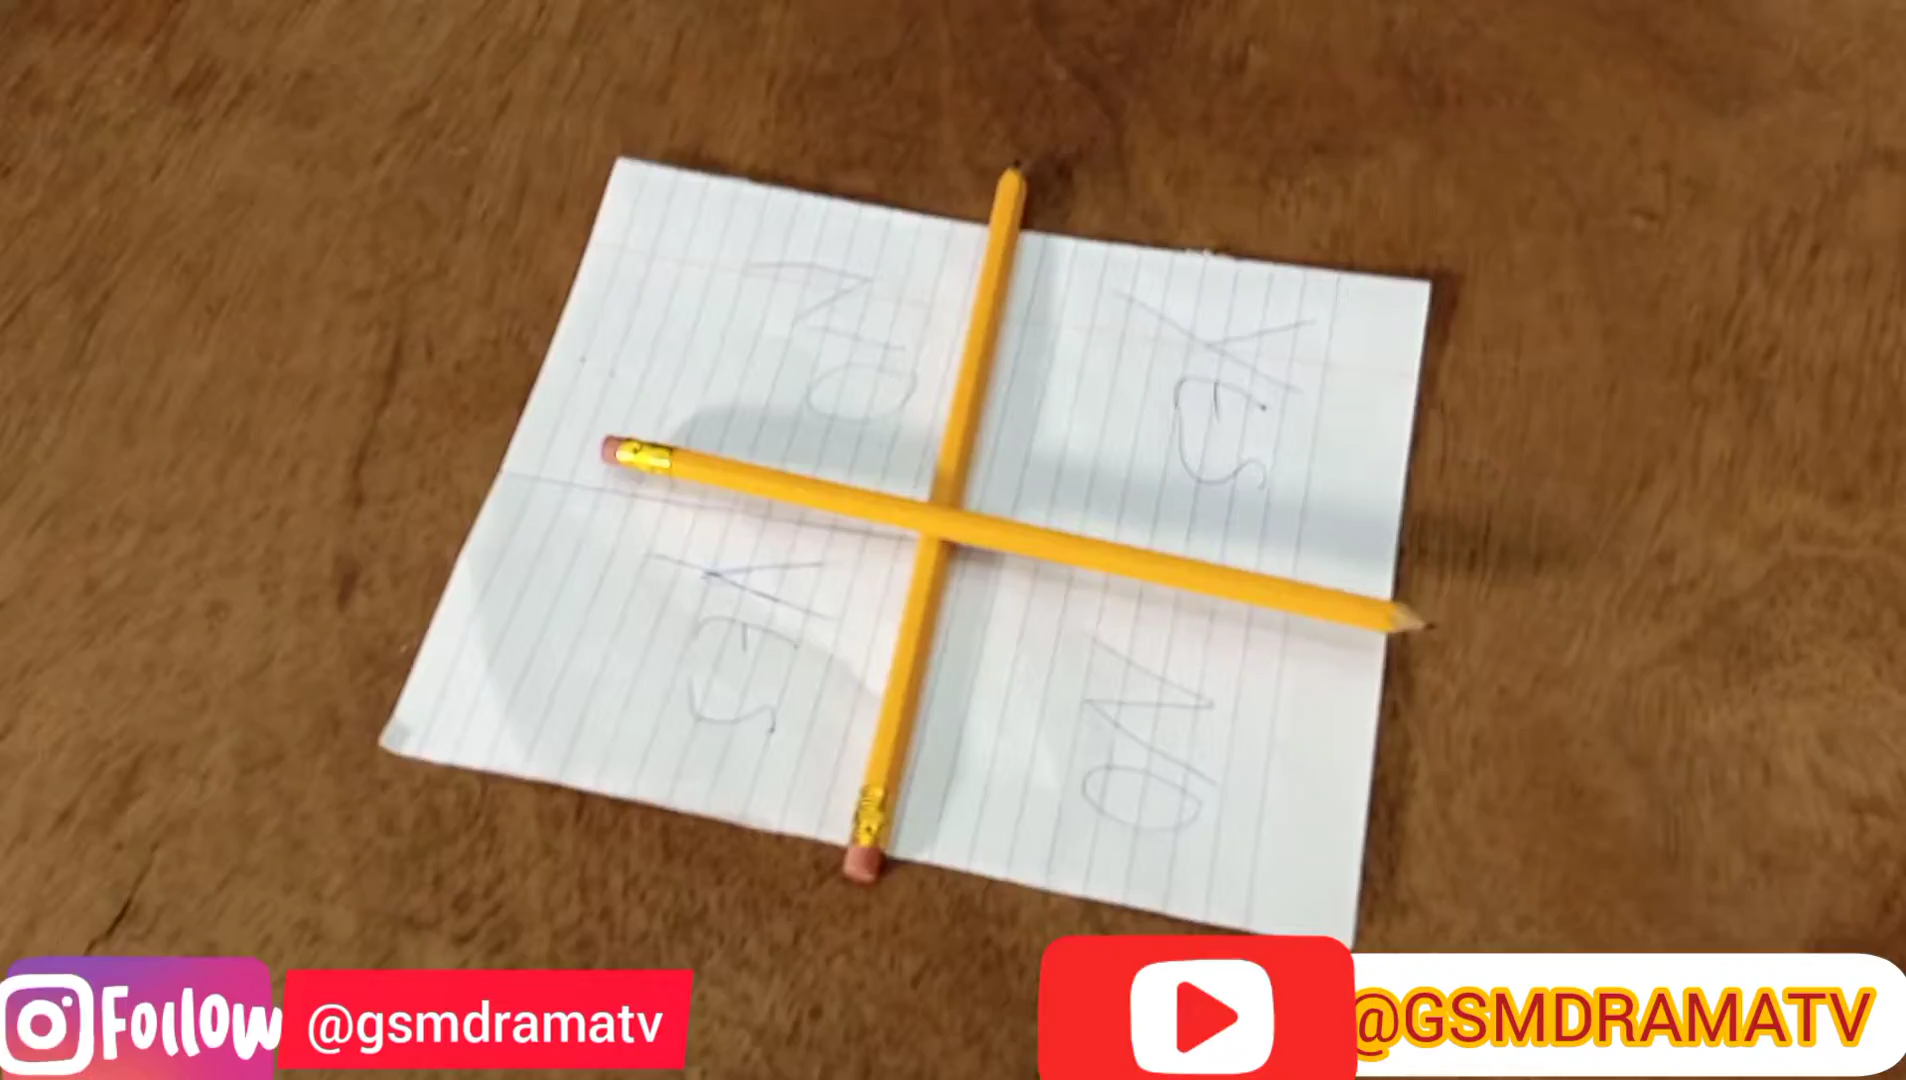 NO
YES
YES
NO
Follow
@gsmdramatv
@GSMDRAMATV